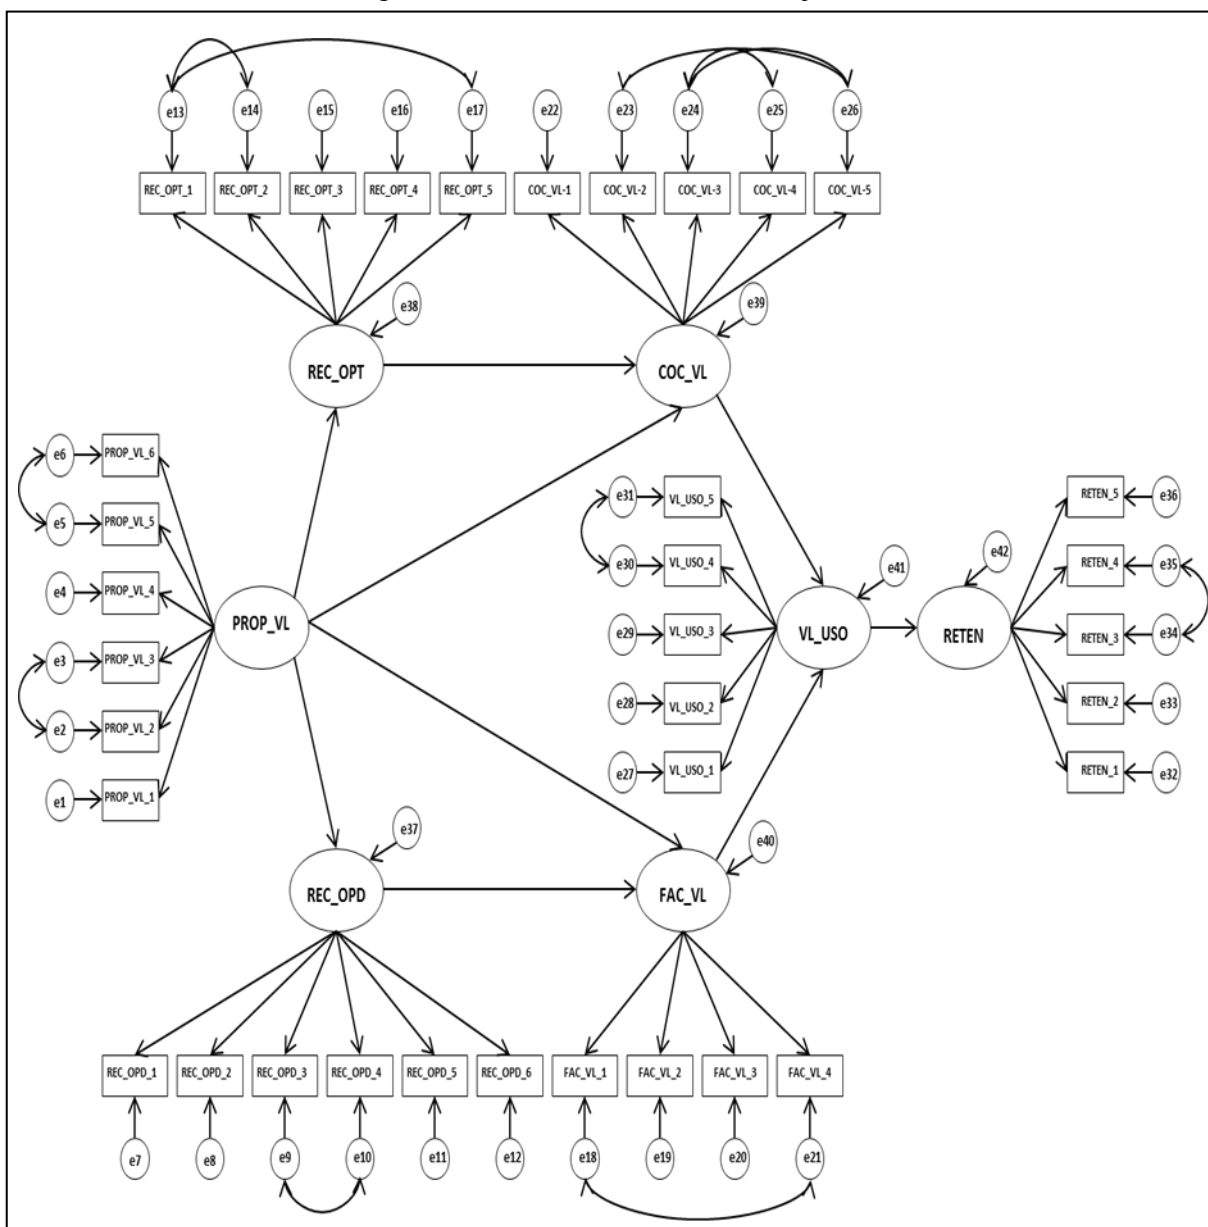 e13 e14 e15 e16 e17 e22 e23 e24 e25 e26
REC_OPT_1 REC_OPT_2 REC_OPT_3 REC_OPT_4 REC_OPT_5 COC_VL-1 COC_VL-2 COC_VL-3 COC_VL-4 COC_VL-5
e38 e39
REC_OPT COC_VL
e6 PROP_VL_6
e5 PROP_VL_5
e4 PROP_VL_4
e3 PROP_VL_3
e2 PROP_VL_2
e1 PROP_VL_1
PROP_VL
e31 VL_USO_5
e30 VL_USO_4
e29 VL_USO_3
e28 VL_USO_2
e27 VL_USO_1
e41 e42
VL_USO RETEN
RETEN_5 e36
RETEN_4 e35
RETEN_3 e34
RETEN_2 e33
RETEN_1 e32
e37 e40
REC_OPD FAC_VL
REC_OPD_1 REC_OPD_2 REC_OPD_3 REC_OPD_4 REC_OPD_5 REC_OPD_6 FAC_VL_1 FAC_VL_2 FAC_VL_3 FAC_VL_4
e7 e8 e9 e10 e11 e12 e18 e19 e20 e21